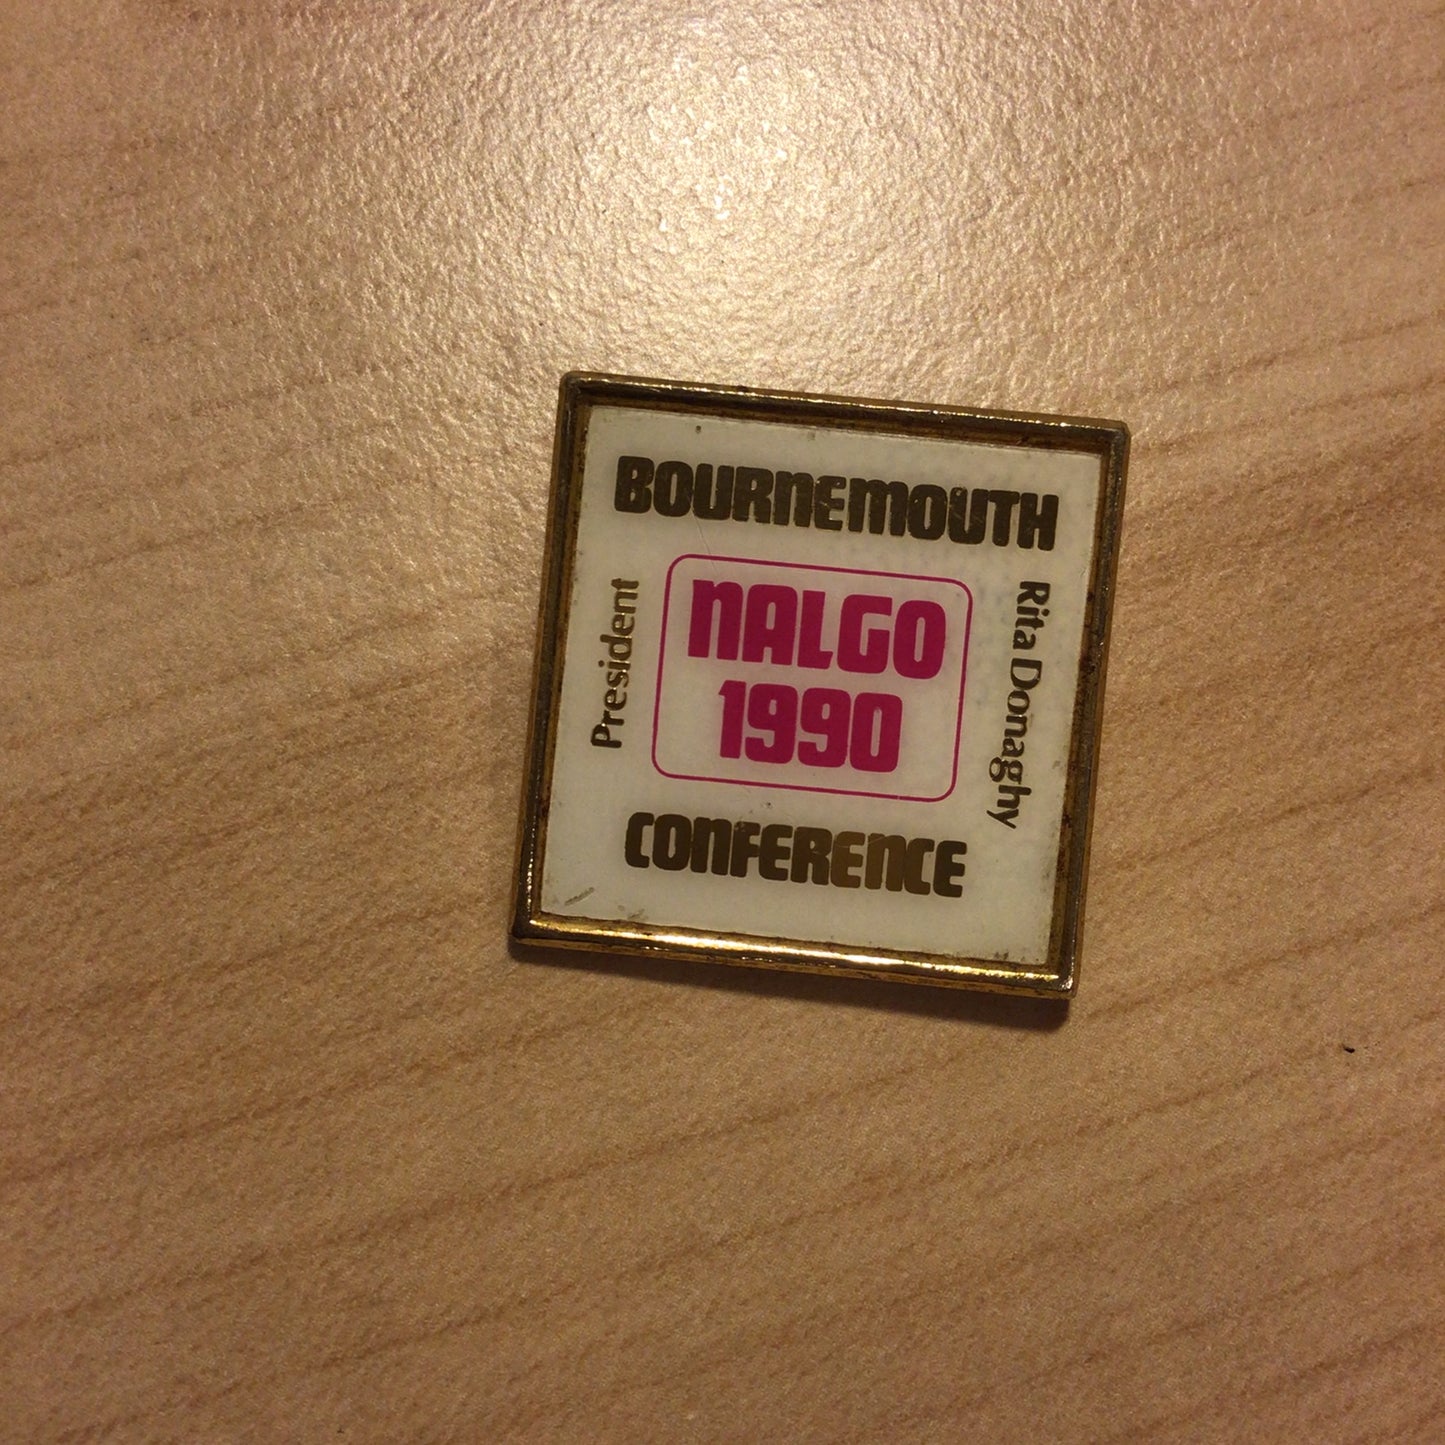 BOURNEMOUTH
President
NALGO
1990
Rita Donaghy
CONFERENCE